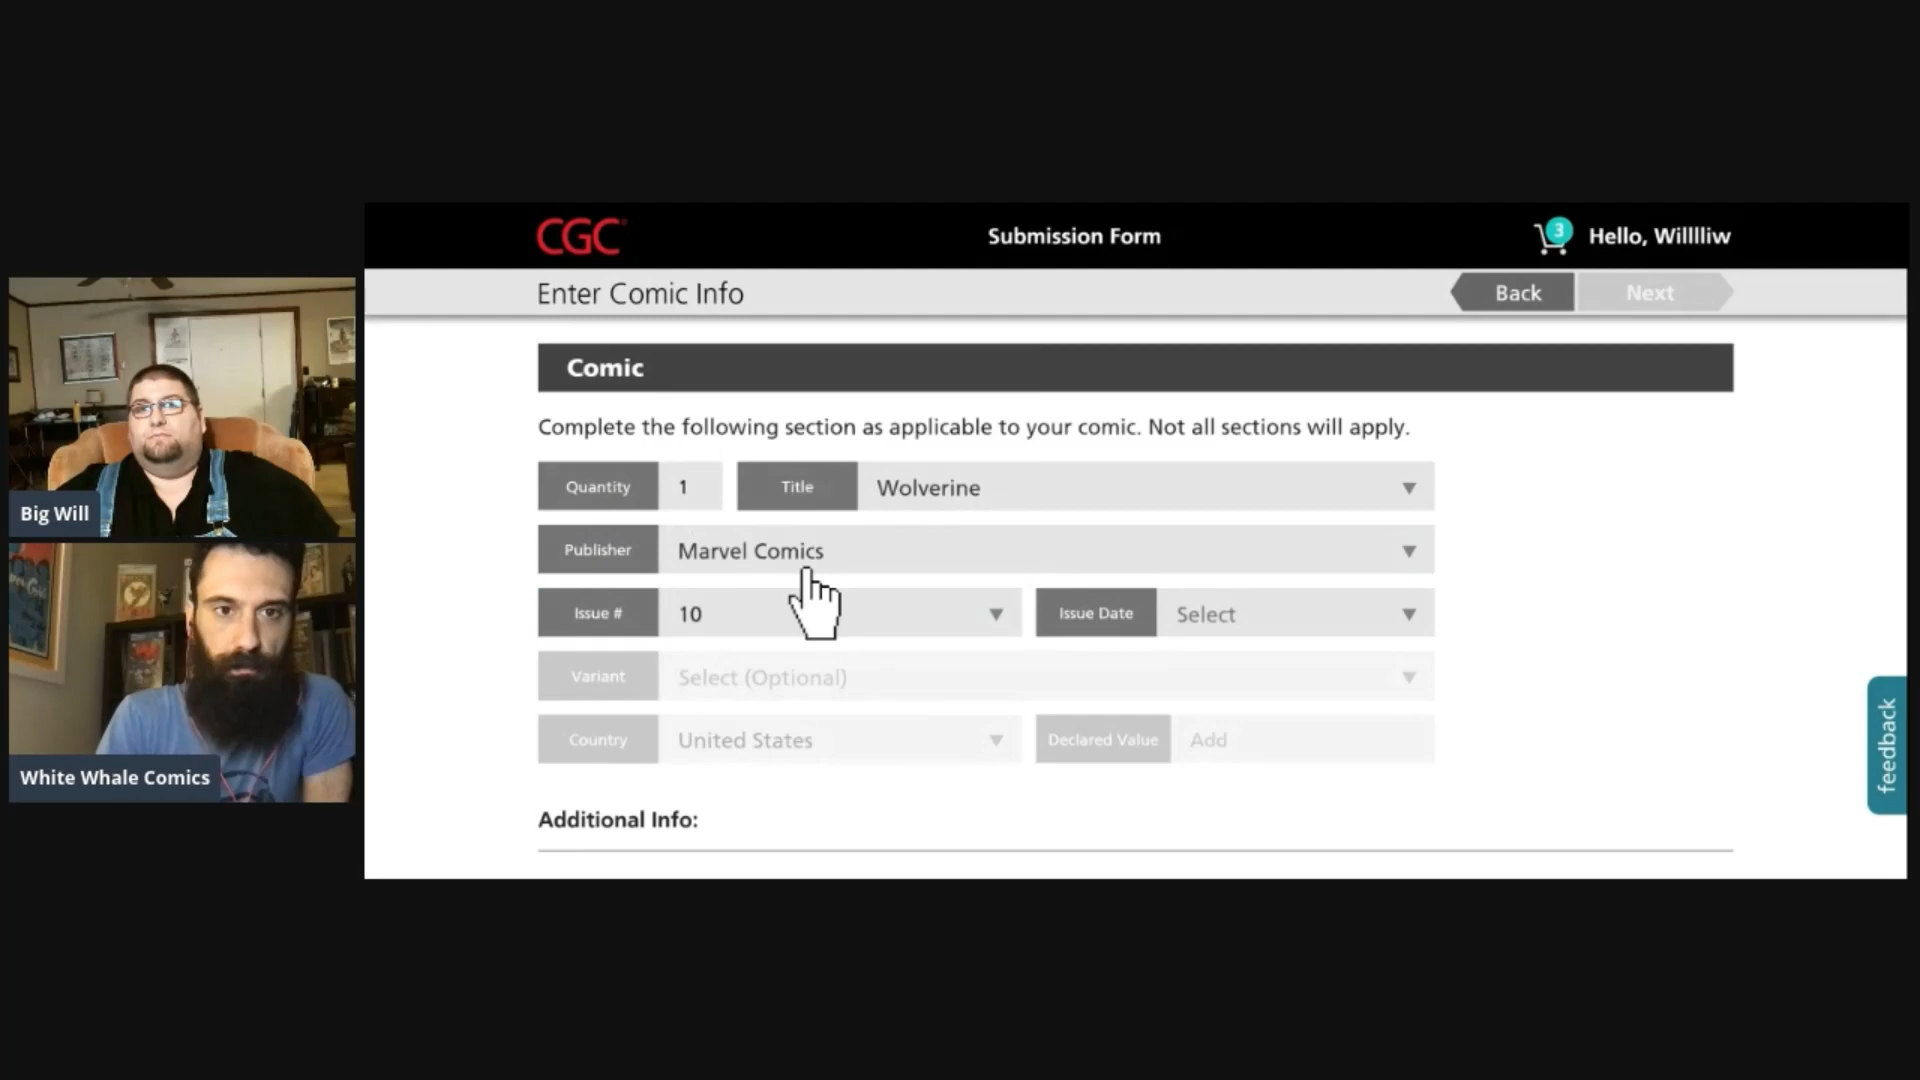 CGC
Submission Form
3
Hello, Willlliw
Enter Comic Info
Back
Next
Comic
Complete the following section as applicable to your comic. Not all sections will apply.
Quantity 1 Title Wolverine
Publisher Marvel Comics
Issue # 10 Issue Date Select
Variant Select (Optional)
Country United States Declared Value Add
Additional Info:
feedback
Big Will
White Whale Comics